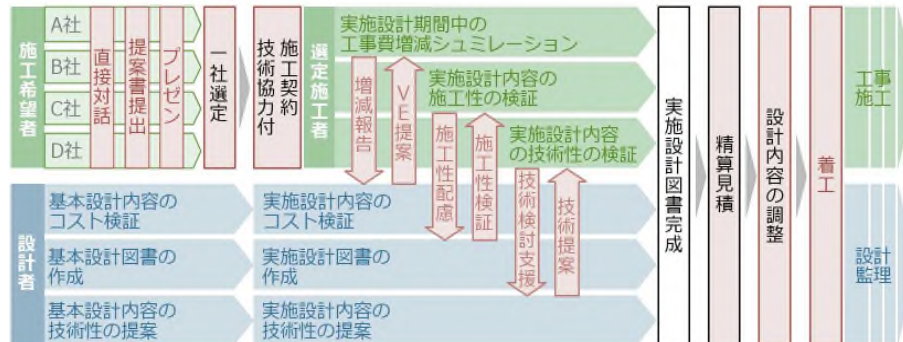 施工希望者
A社
B社
C社
D社
直接対話
提案書提出
プレゼン
一社選定
施工契約
技術協力付
選定施工者
実施設計期間中の
工事費増減シュミレーション
実施設計内容の
施工性の検証
実施設計内容
の技術性の検証
増減報告
VE提案
施工性配慮
施工性検証
技術検討支援
技術提案
設計者
基本設計内容の
コスト検証
基本設計図書の
作成
基本設計内容の
技術性の提案
実施設計内容の
コスト検証
実施設計図書の
作成
実施設計内容の
技術性の提案
実施設計図書完成
精算見積
設計内容の調整
着工
工事
施工
設計
監理